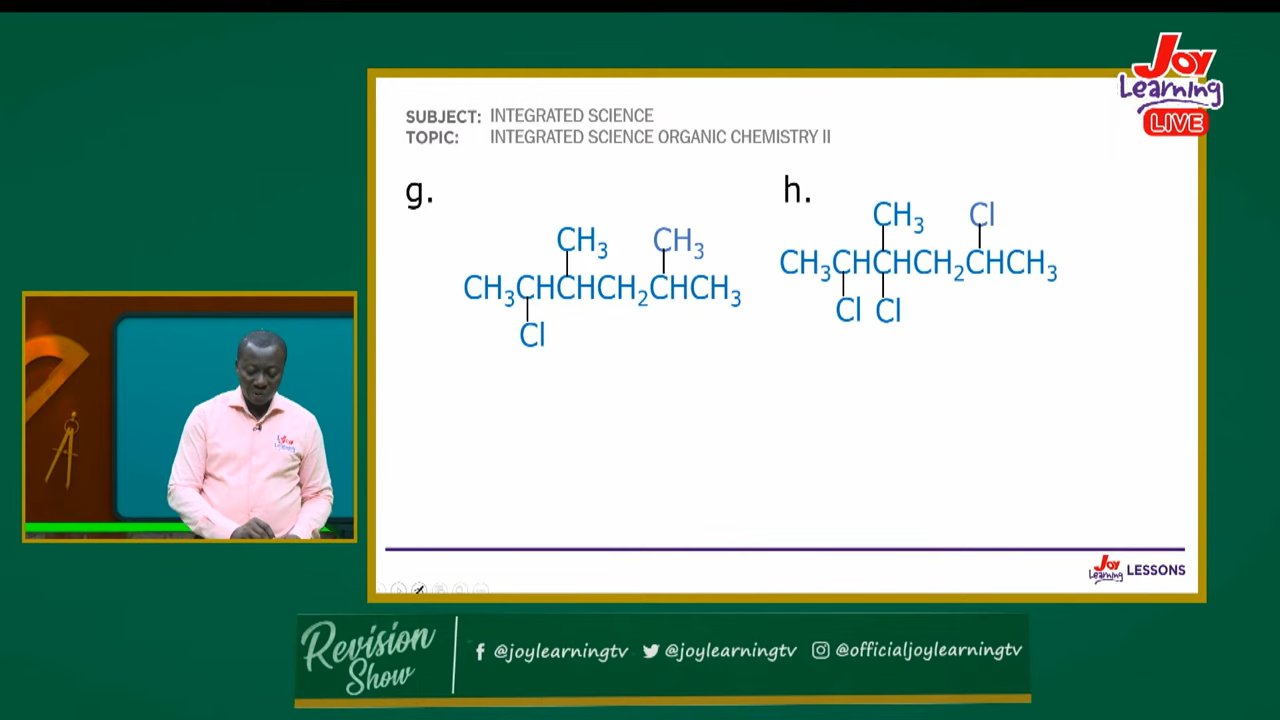 Joy
Learning
LIVE
SUBJECT: INTEGRATED SCIENCE
TOPIC: INTEGRATED SCIENCE ORGANIC CHEMISTRY II
g.
CH₃ CH₃
CH₃CHCHCH₂CHCH₃
Cl
h.
CH₃ Cl
CH₃CHCHCH₂CHCH₃
Cl Cl
Joy
Learning LESSONS
Revision
Show
@joylearningtv @joylearningtv @officialjoylearningtv